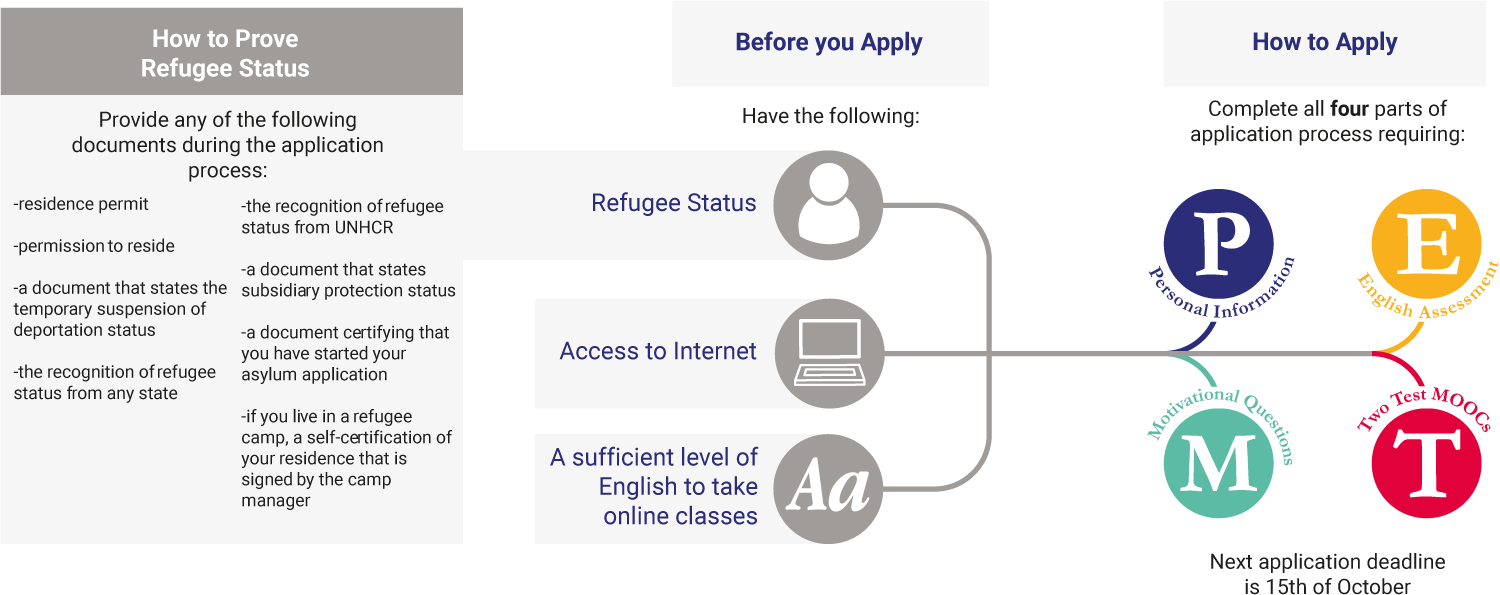 How to Prove
Refugee Status
Provide any of the following
documents during the application
process:
-residence permit
-permission to reside
-a document that states the
temporary suspension of
deportation status
-the recognition of refugee
status from any state
-the recognition of refugee
status from UNHCR
-a document that states
subsidiary protection status
-a document certifying that
you have started your
asylum application
-if you live in a refugee
camp, a self-certification of
your residence that is
signed by the camp
manager
Before you Apply
Have the following:
Refugee Status
Access to Internet
A sufficient level of
English to take
online classes
Aa
How to Apply
Complete all four parts of
application process requiring:
P
Personal Information
E
English Assessment
Motivational Questions
M
Two Test MOOCs
T
Next application deadline
is 15th of October